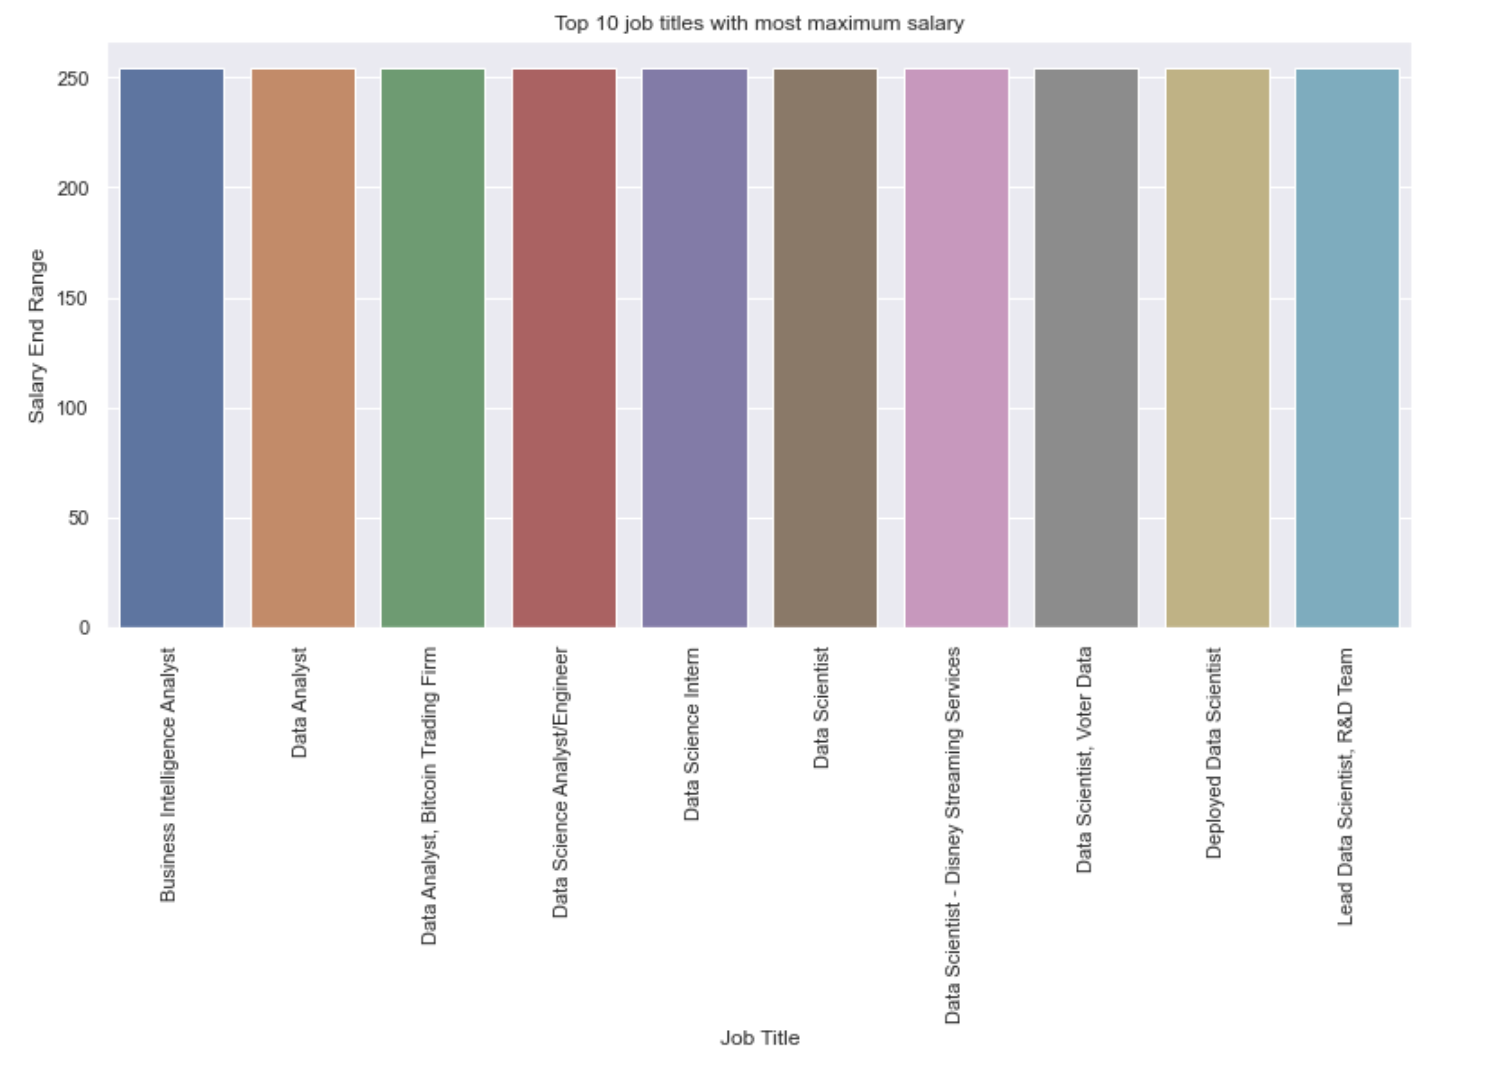 Top 10 job titles with most maximum salary
Salary End Range
250
200
150
100
50
0
Business Intelligence Analyst
Data Analyst
Data Analyst, Bitcoin Trading Firm
Data Science Analyst/Engineer
Data Science Intern
Data Scientist
Data Scientist - Disney Streaming Services
Data Scientist, Voter Data
Deployed Data Scientist
Lead Data Scientist, R&D Team
Job Title